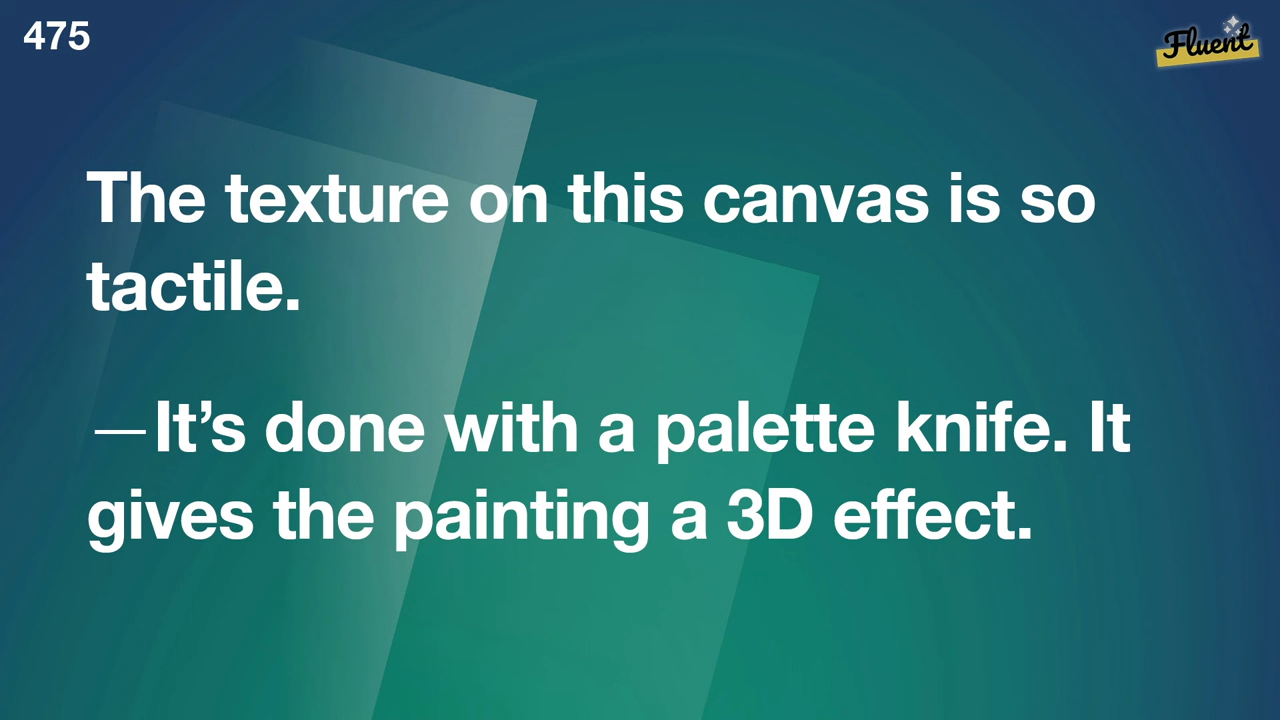 475
Fluent
The texture on this canvas is so
tactile.
—It’s done with a palette knife. It
gives the painting a 3D effect.